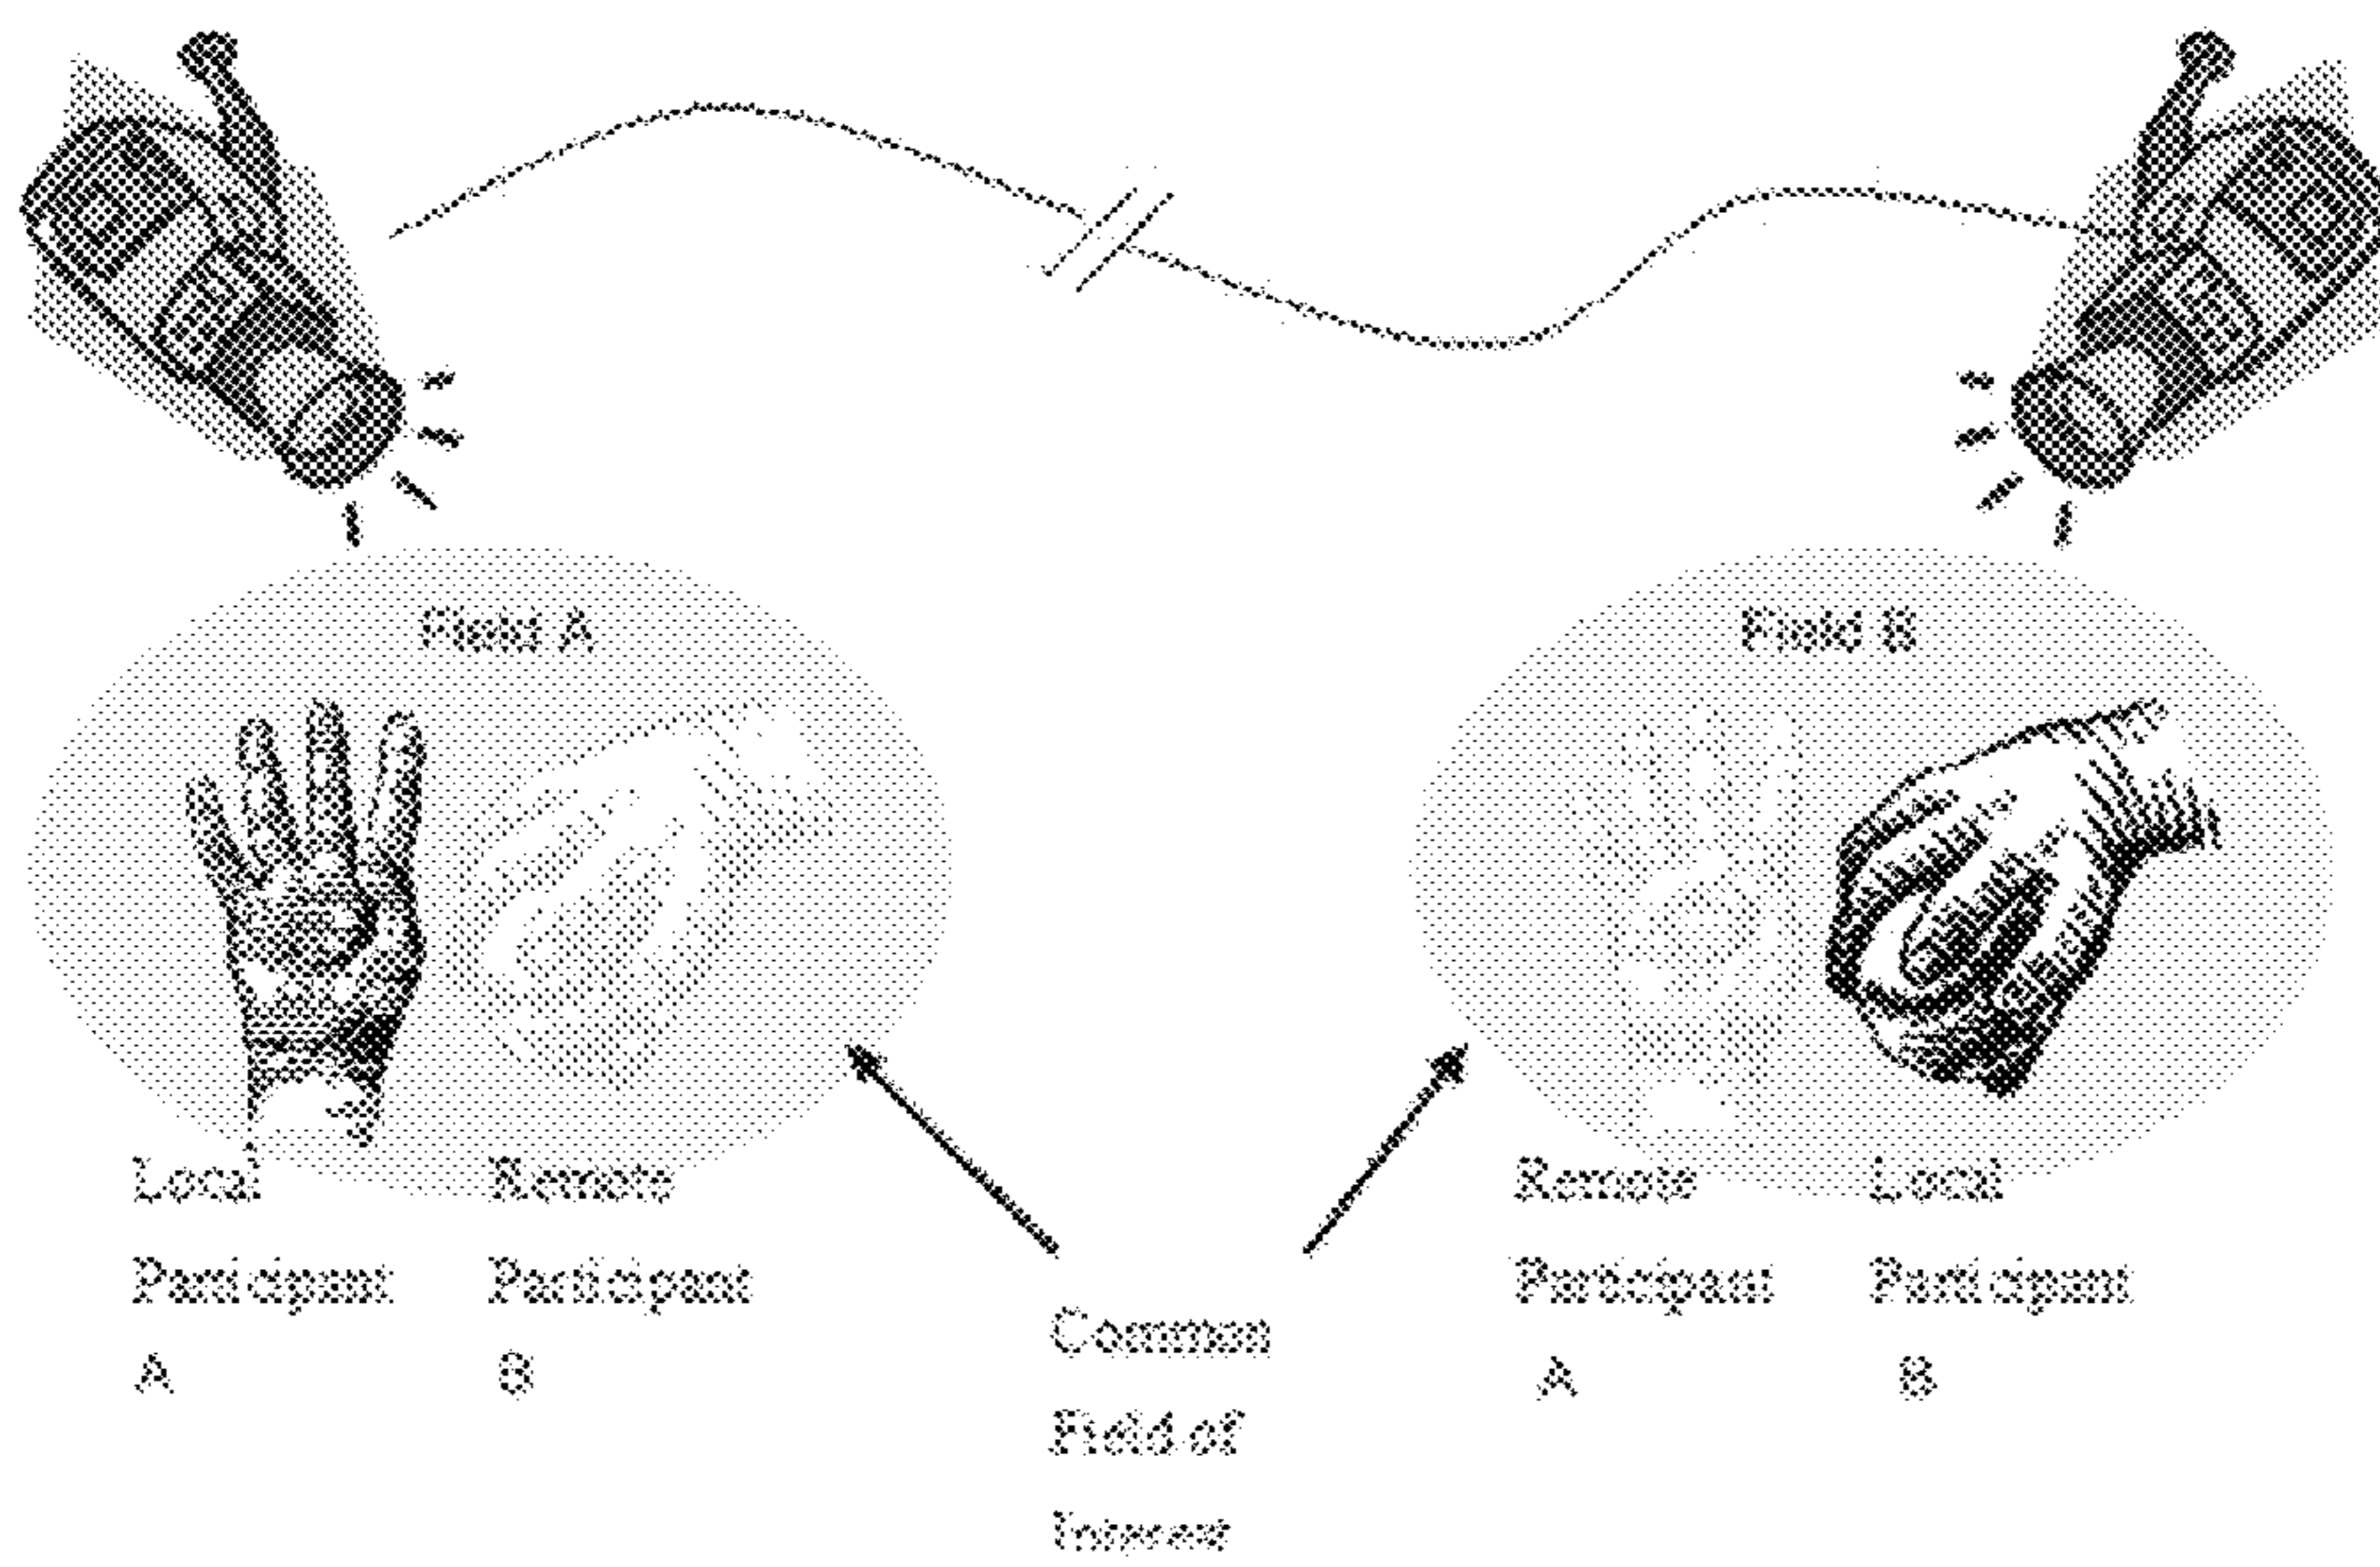 Field A
Field B
Local
Participant
A
Remote
Participant
B
Common
Field of
Interest
Remote
Participant
A
Local
Participant
B